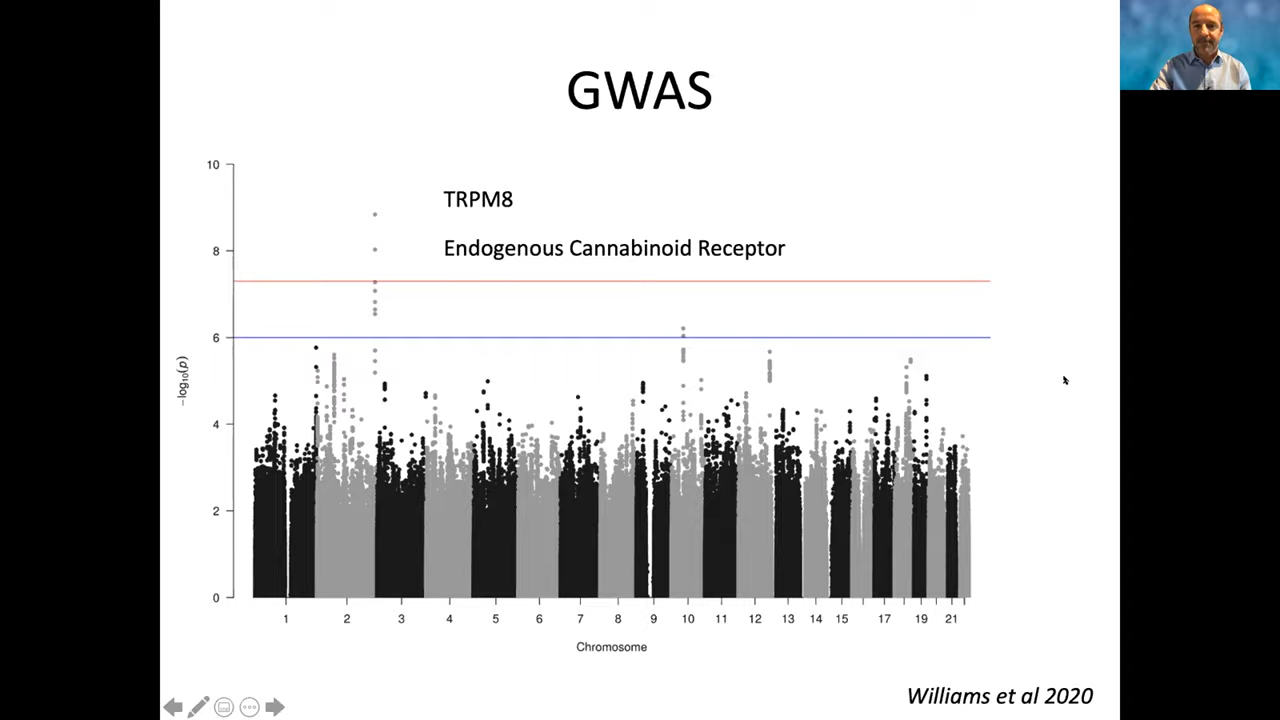 GWAS
TRPM8
Endogenous Cannabinoid Receptor
10
8
6
4
2
0
−log10(p)
1 2 3 4 5 6 7 8 9 10 11 12 13 14 15 17 19 21
Chromosome
Williams et al 2020